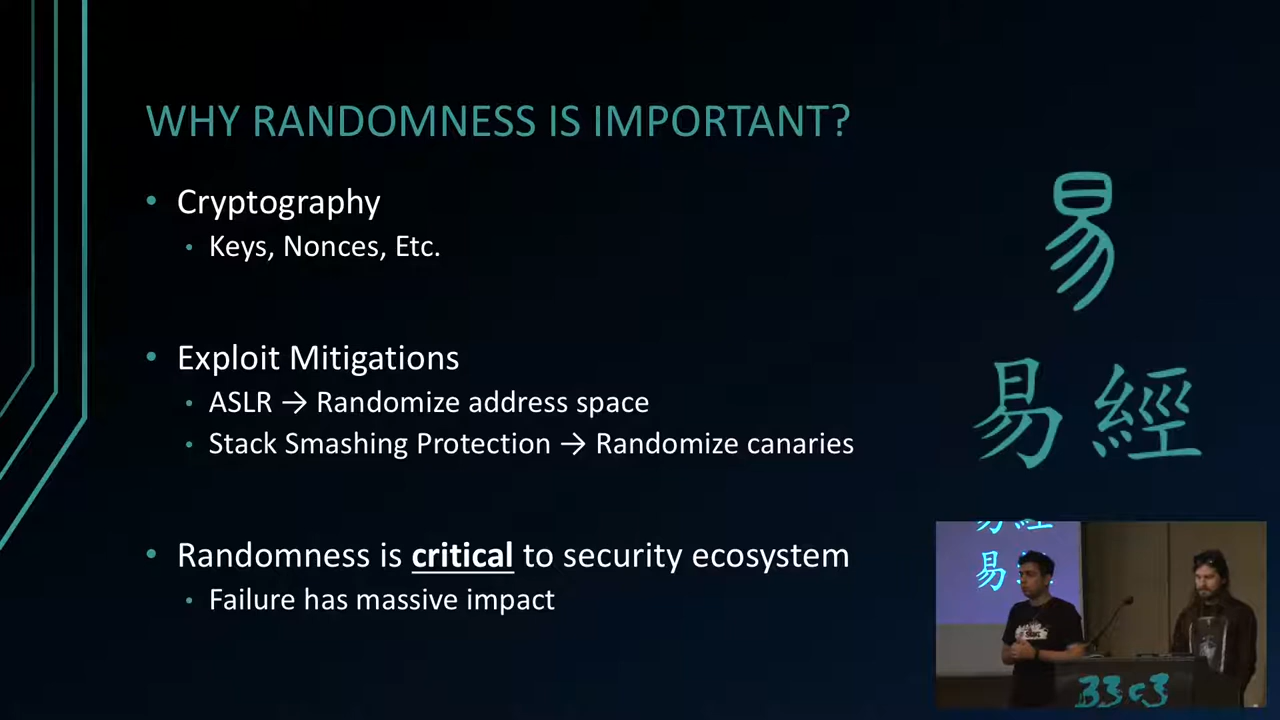 WHY RANDOMNESS IS IMPORTANT?
• Cryptography
• Keys, Nonces, Etc.
• Exploit Mitigations
• ASLR → Randomize address space
• Stack Smashing Protection → Randomize canaries
• Randomness is critical to security ecosystem
• Failure has massive impact
易
易經
易
33c3